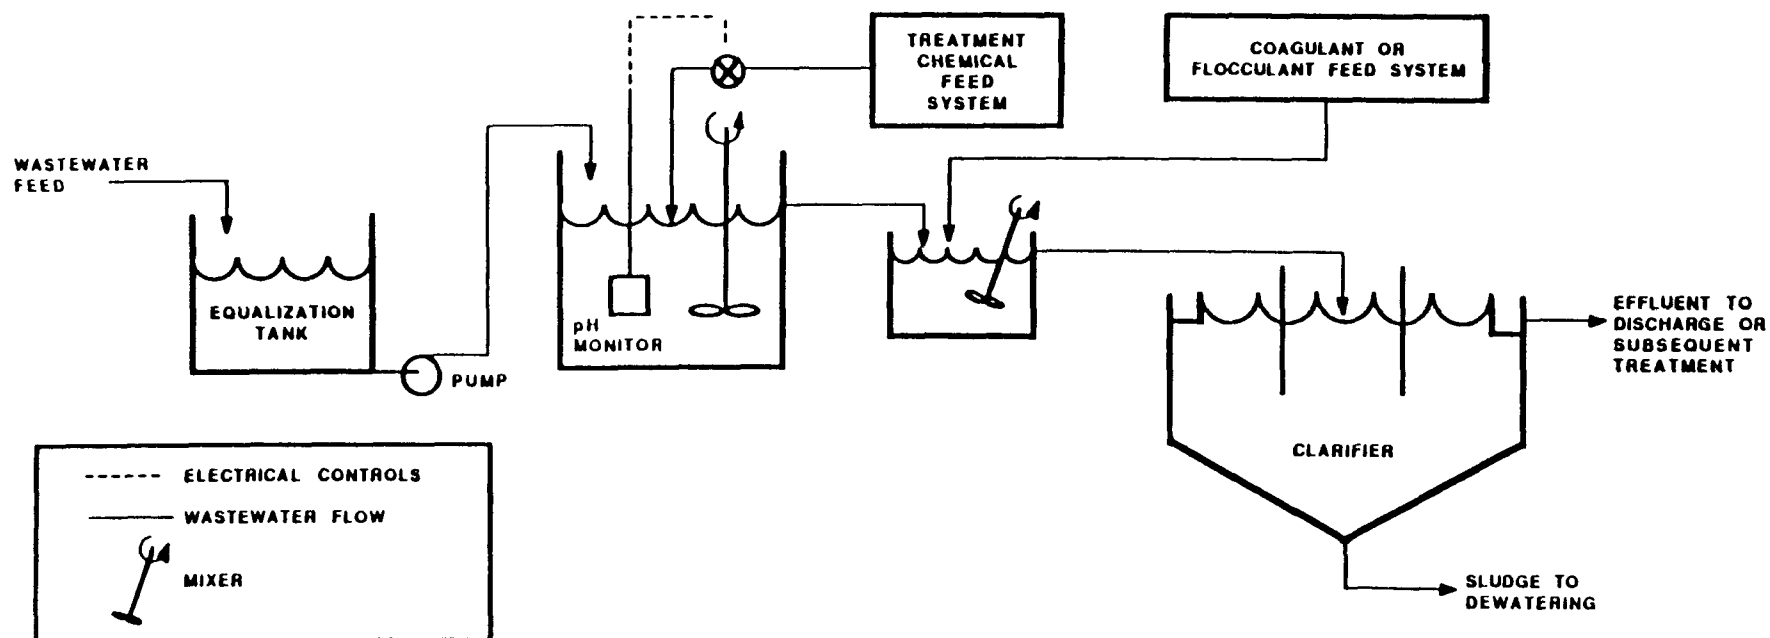 TREATMENT
CHEMICAL
FEED
SYSTEM
COAGULANT OR
FLOCCULANT FEED SYSTEM
WASTEWATER
FEED
EQUALIZATION
TANK
PUMP
pH
MONITOR
EFFLUENT TO
DISCHARGE OR
SUBSEQUENT
TREATMENT
CLARIFIER
SLUDGE TO
DEWATERING
ELECTRICAL CONTROLS
WASTEWATER FLOW
MIXER